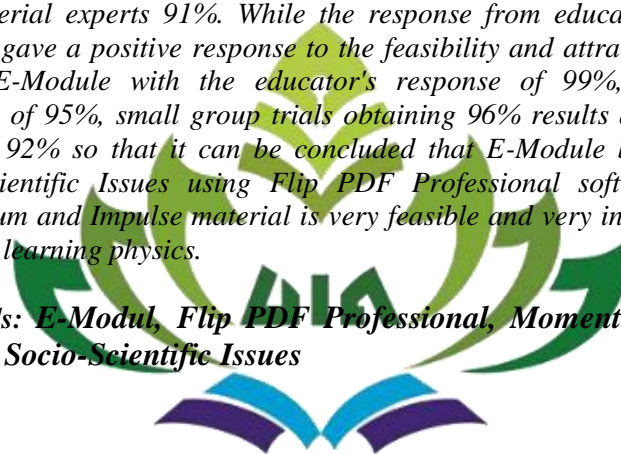 erial experts 91%. While the response from educa
gave a positive response to the feasibility and attra
E-Module with the educator's response of 99%,
of 95%, small group trials obtaining 96% results
92% so that it can be concluded that E-Module
cientific Issues using Flip PDF Professional soft
um and Impulse material is very feasible and very in
learning physics.
ls: E-Modul, Flip PDF Professional, Moment
Socio-Scientific Issues